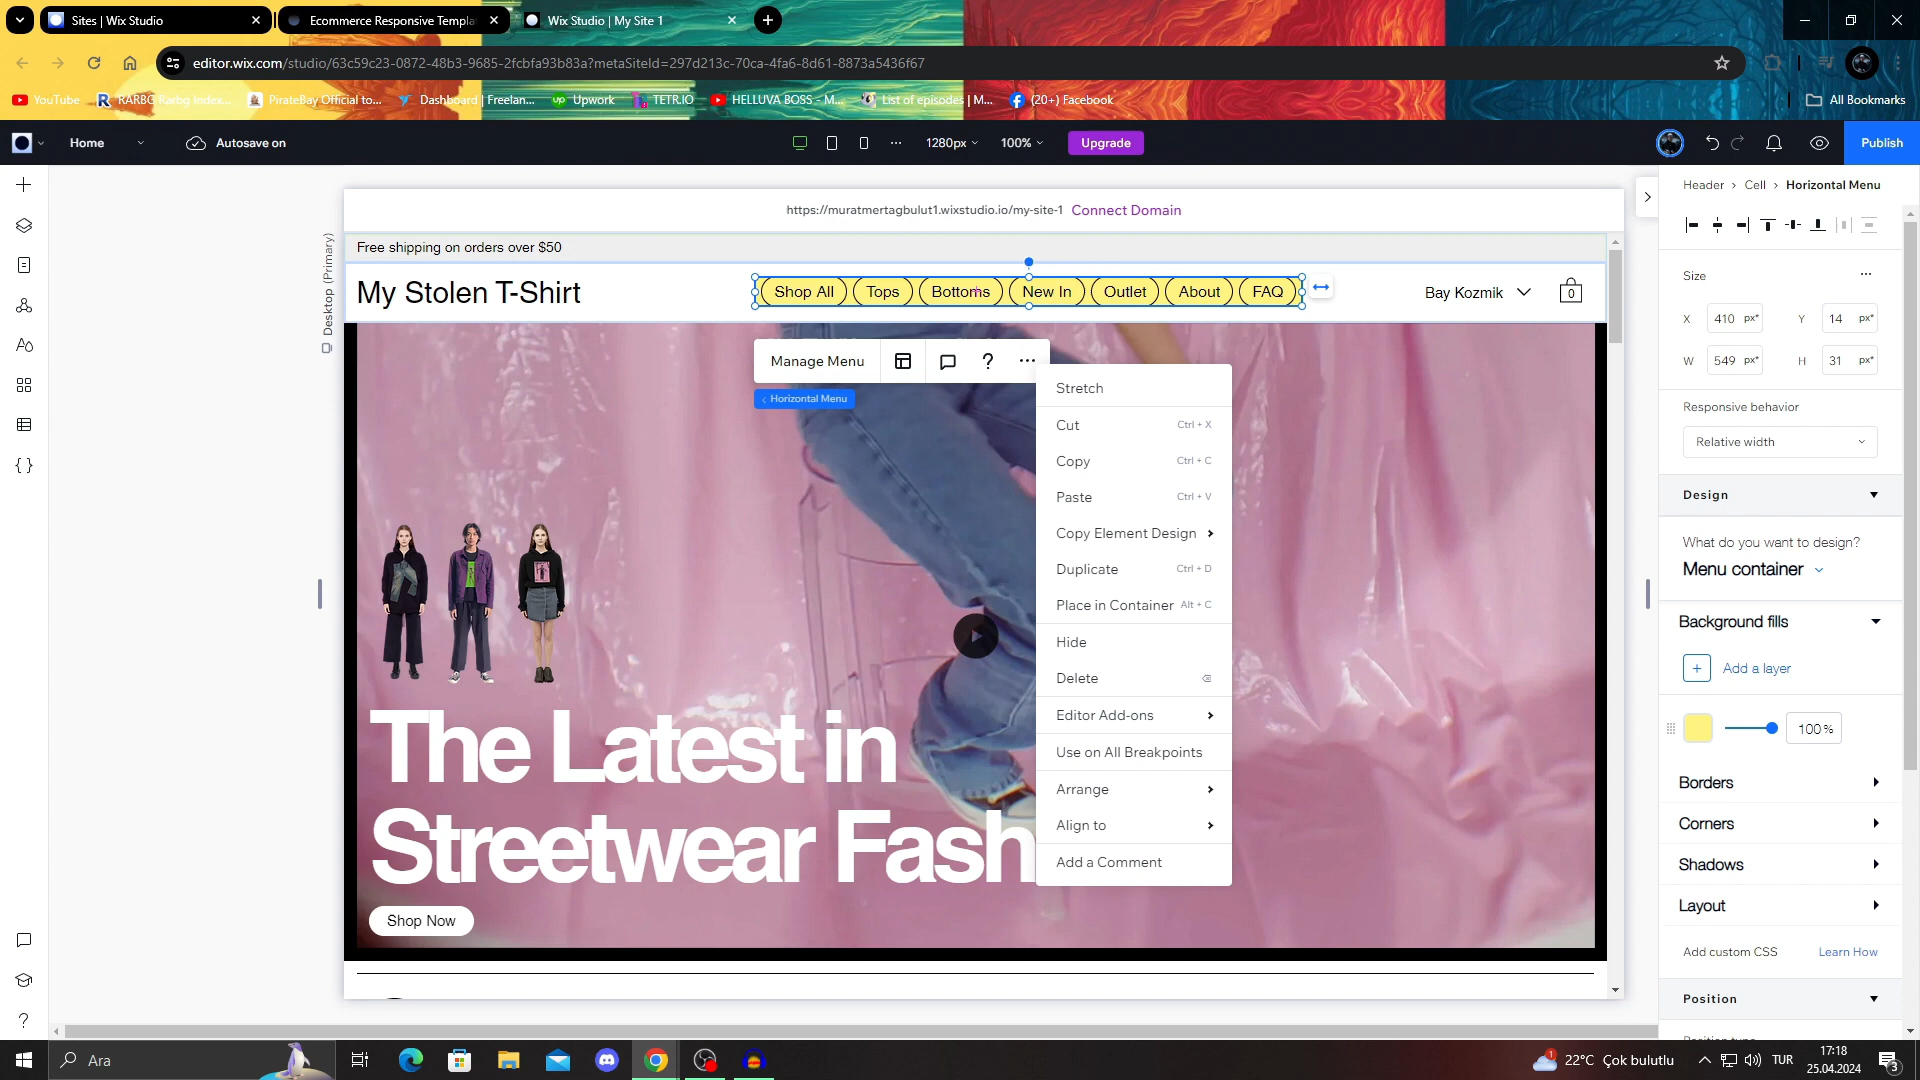 Sites | Wix Studio
Ecommerce Responsive Templa
Wix Studio | My Site 1
editor.wix.com/studio/63c59c23-0872-48b3-9685-2fcbfa93b83a?metaSiteId=297d213c-70ca-4fa6-8d61-8873a5436f67
YouTube
RARBG Rarbg Index...
PirateBay Official to...
Dashboard | Freelan...
Upwork
TETR.IO
HELLUVA BOSS - M...
List of episodes | M...
(20+) Facebook
All Bookmarks
Home
Autosave on
1280px
100%
Upgrade
Publish
https://muratmertagbulut1.wixstudio.io/my-site-1 Connect Domain
Desktop (Primary)
Free shipping on orders over $50
My Stolen T-Shirt
Shop All
Tops
Bottoms
New In
Outlet
About
FAQ
Bay Kozmik
0
Manage Menu
Horizontal Menu
Stretch
Cut Ctrl + X
Copy Ctrl + C
Paste Ctrl + V
Copy Element Design
Duplicate Ctrl + D
Place in Container Alt + C
Hide
Delete
Editor Add-ons
Use on All Breakpoints
Arrange
Align to
Add a Comment
The Latest in
Streetwear Fash
Shop Now
Header > Cell > Horizontal Menu
Size
X 410 px* Y 14 px*
W 549 px* H 31 px*
Responsive behavior
Relative width
Design
What do you want to design?
Menu container
Background fills
+ Add a layer
100%
Borders
Corners
Shadows
Layout
Add custom CSS Learn How
Position
Ara
22°C Çok bulutlu
TUR
17:18
25.04.2024
3